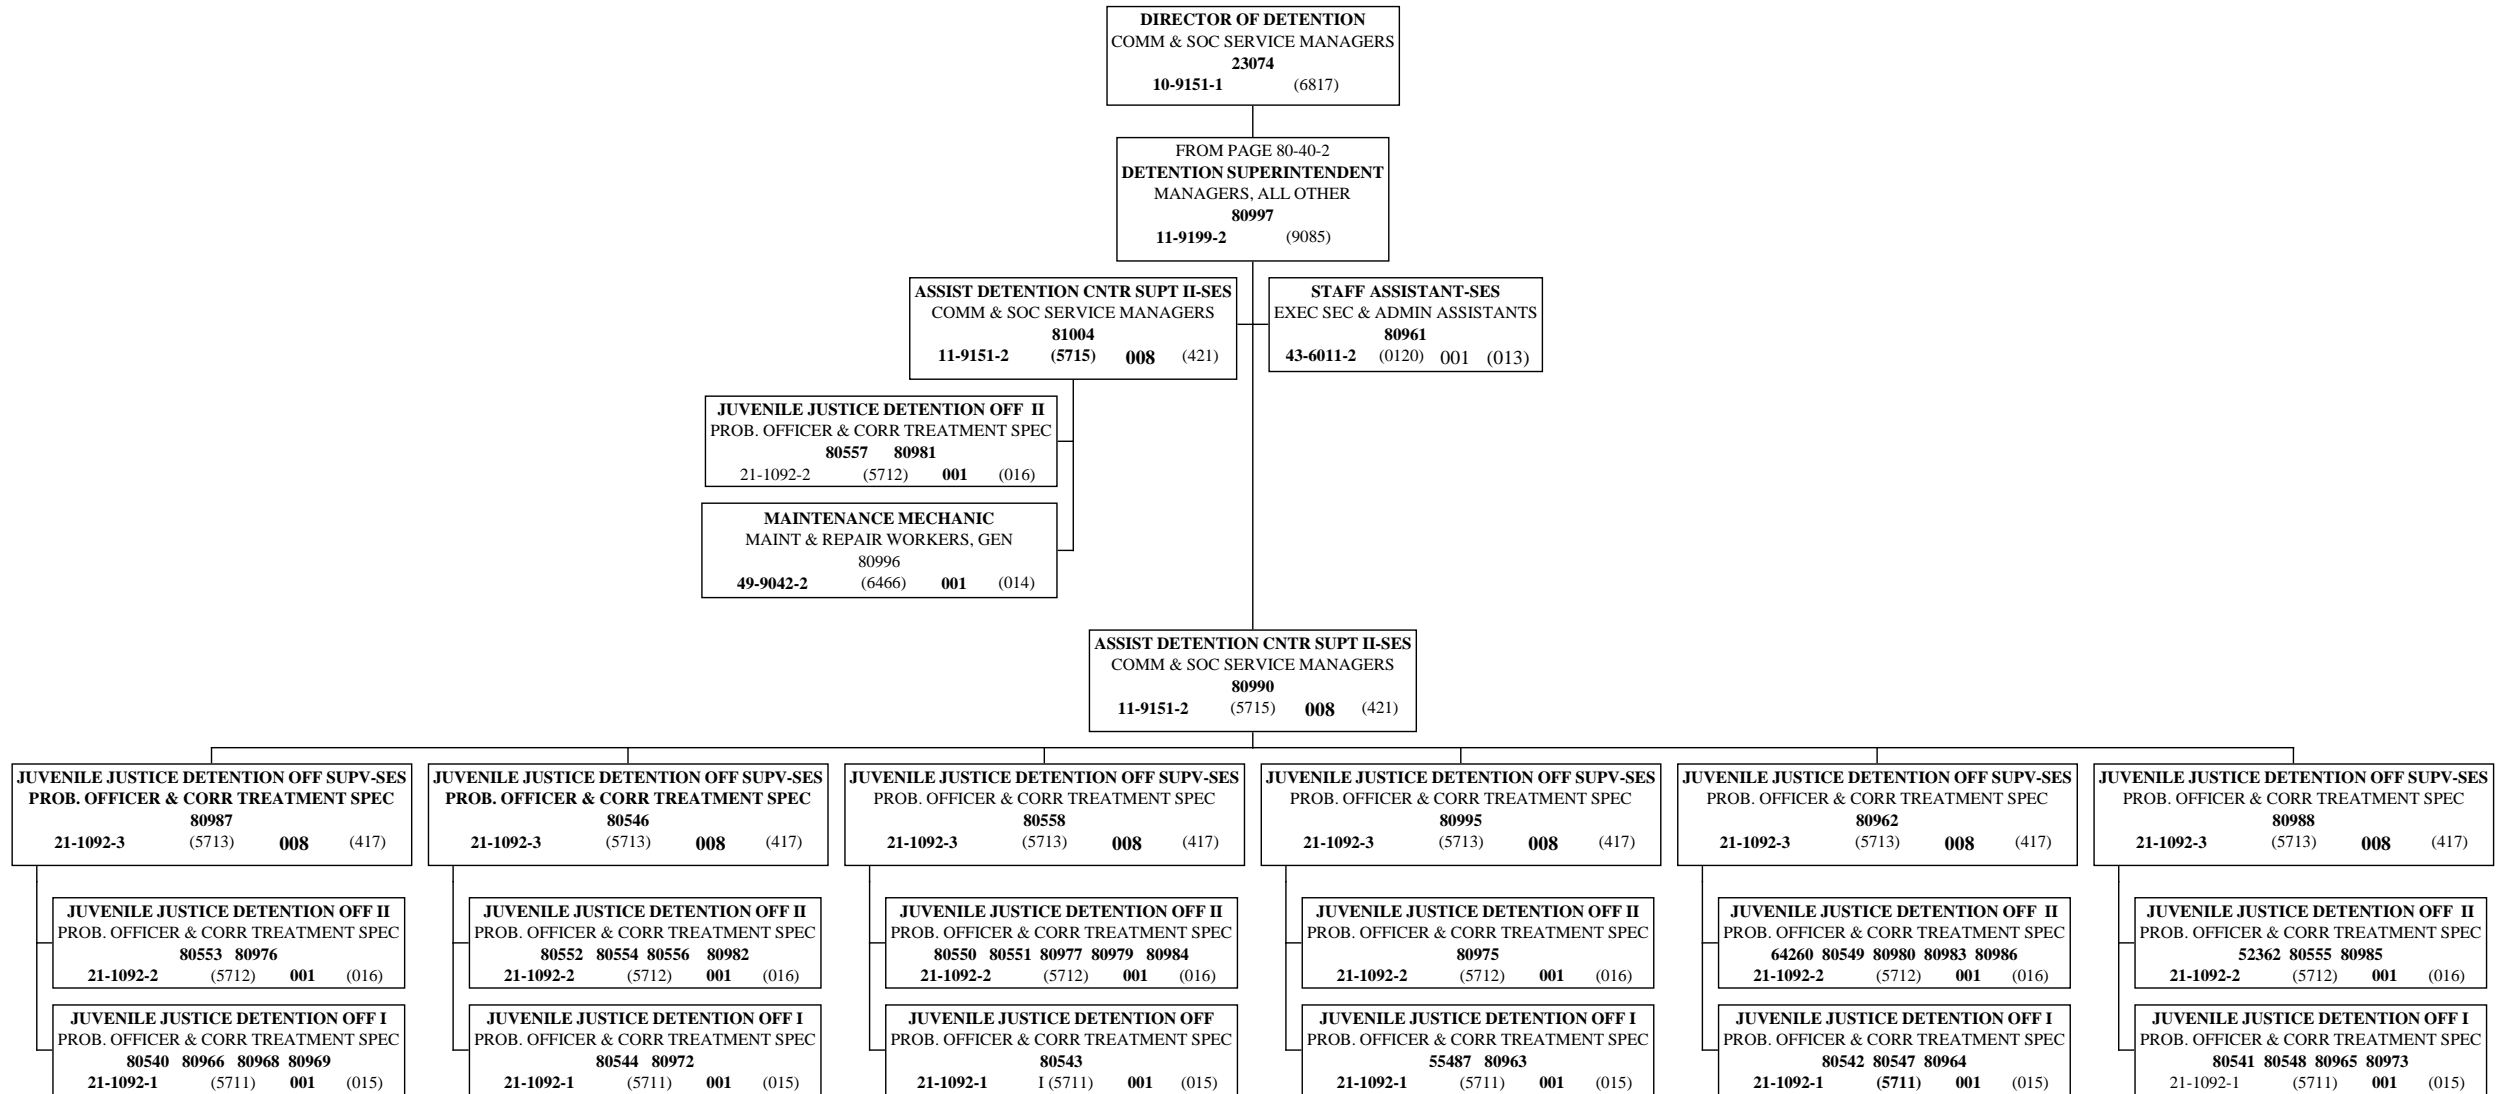 DIRECTOR OF DETENTION
COMM & SOC SERVICE MANAGERS
23074
10-9151-1 (6817)
FROM PAGE 80-40-2
DETENTION SUPERINTENDENT
MANAGERS, ALL OTHER
80997
11-9199-2 (9085)
ASSIST DETENTION CNTR SUPT II-SES
COMM & SOC SERVICE MANAGERS
81004
11-9151-2 (5715) 008 (421)
STAFF ASSISTANT-SES
EXEC SEC & ADMIN ASSISTANTS
80961
43-6011-2 (0120) 001 (013)
JUVENILE JUSTICE DETENTION OFF II
PROB. OFFICER & CORR TREATMENT SPEC
80557 80981
21-1092-2 (5712) 001 (016)
MAINTENANCE MECHANIC
MAINT & REPAIR WORKERS, GEN
80996
49-9042-2 (6466) 001 (014)
ASSIST DETENTION CNTR SUPT II-SES
COMM & SOC SERVICE MANAGERS
80990
11-9151-2 (5715) 008 (421)
JUVENILE JUSTICE DETENTION OFF SUPV-SES
PROB. OFFICER & CORR TREATMENT SPEC
80987
21-1092-3 (5713) 008 (417)
JUVENILE JUSTICE DETENTION OFF II
PROB. OFFICER & CORR TREATMENT SPEC
80553 80976
21-1092-2 (5712) 001 (016)
JUVENILE JUSTICE DETENTION OFF I
PROB. OFFICER & CORR TREATMENT SPEC
80540 80966 80968 80969
21-1092-1 (5711) 001 (015)
JUVENILE JUSTICE DETENTION OFF SUPV-SES
PROB. OFFICER & CORR TREATMENT SPEC
80546
21-1092-3 (5713) 008 (417)
JUVENILE JUSTICE DETENTION OFF II
PROB. OFFICER & CORR TREATMENT SPEC
80552 80554 80556 80982
21-1092-2 (5712) 001 (016)
JUVENILE JUSTICE DETENTION OFF I
PROB. OFFICER & CORR TREATMENT SPEC
80544 80972
21-1092-1 (5711) 001 (015)
JUVENILE JUSTICE DETENTION OFF SUPV-SES
PROB. OFFICER & CORR TREATMENT SPEC
80558
21-1092-3 (5713) 008 (417)
JUVENILE JUSTICE DETENTION OFF II
PROB. OFFICER & CORR TREATMENT SPEC
80550 80551 80977 80979 80984
21-1092-2 (5712) 001 (016)
JUVENILE JUSTICE DETENTION OFF
PROB. OFFICER & CORR TREATMENT SPEC
80543
21-1092-1 I (5711) 001 (015)
JUVENILE JUSTICE DETENTION OFF SUPV-SES
PROB. OFFICER & CORR TREATMENT SPEC
80995
21-1092-3 (5713) 008 (417)
JUVENILE JUSTICE DETENTION OFF II
PROB. OFFICER & CORR TREATMENT SPEC
80975
21-1092-2 (5712) 001 (016)
JUVENILE JUSTICE DETENTION OFF I
PROB. OFFICER & CORR TREATMENT SPEC
55487 80963
21-1092-1 (5711) 001 (015)
JUVENILE JUSTICE DETENTION OFF SUPV-SES
PROB. OFFICER & CORR TREATMENT SPEC
80962
21-1092-3 (5713) 008 (417)
JUVENILE JUSTICE DETENTION OFF II
PROB. OFFICER & CORR TREATMENT SPEC
64260 80549 80980 80983 80986
21-1092-2 (5712) 001 (016)
JUVENILE JUSTICE DETENTION OFF I
PROB. OFFICER & CORR TREATMENT SPEC
80542 80547 80964
21-1092-1 (5711) 001 (015)
JUVENILE JUSTICE DETENTION OFF SUPV-SES
PROB. OFFICER & CORR TREATMENT SPEC
80988
21-1092-3 (5713) 008 (417)
JUVENILE JUSTICE DETENTION OFF II
PROB. OFFICER & CORR TREATMENT SPEC
52362 80555 80985
21-1092-2 (5712) 001 (016)
JUVENILE JUSTICE DETENTION OFF I
PROB. OFFICER & CORR TREATMENT SPEC
80541 80548 80965 80973
21-1092-1 (5711) 001 (015)